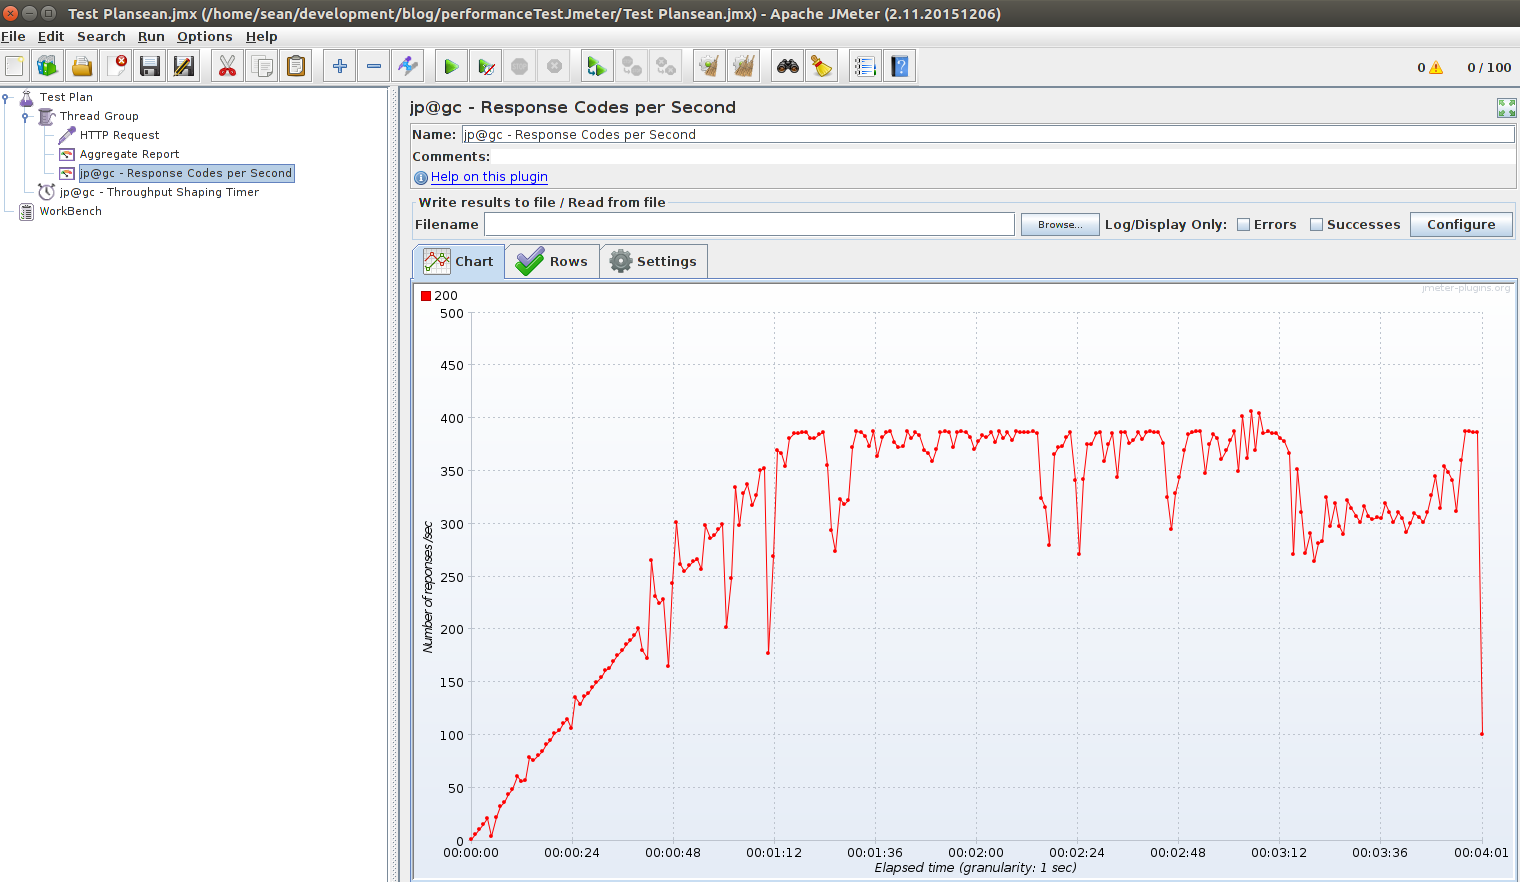 Test Plansean.jmx (/home/sean/development/blog/performanceTestJmeter/Test Plansean.jmx) - Apache JMeter (2.11.20151206)
File Edit Search Run Options Help
0 0 / 100
Test Plan
Thread Group
HTTP Request
Aggregate Report
jp@gc - Response Codes per Second
jp@gc - Throughput Shaping Timer
WorkBench
jp@gc - Response Codes per Second
Name: jp@gc - Response Codes per Second
Comments:
Help on this plugin
Write results to file / Read from file
Filename Browse... Log/Display Only: Errors Successes Configure
Chart Rows Settings
200
jmeter-plugins.org
500
450
400
350
300
250
200
150
100
50
0
Number of reponses /sec
00:00:00 00:00:24 00:00:48 00:01:12 00:01:36 00:02:00 00:02:24 00:02:48 00:03:12 00:03:36 00:04:01
Elapsed time (granularity: 1 sec)